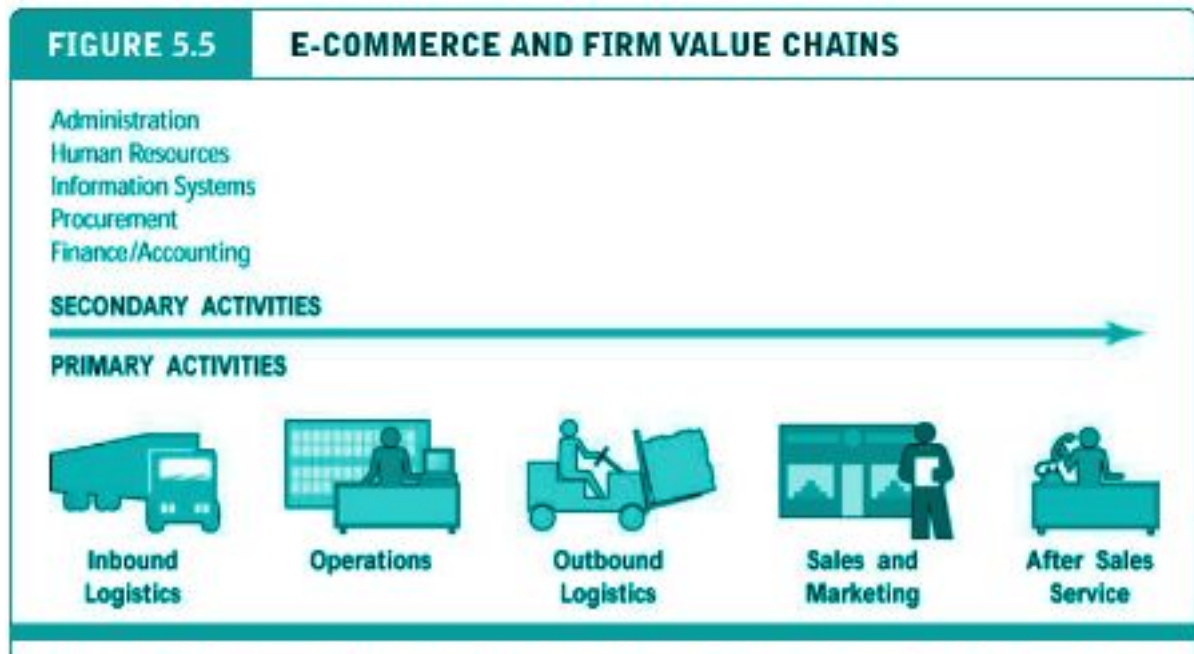 FIGURE 5.5
E-COMMERCE AND FIRM VALUE CHAINS
Administration
Human Resources
Information Systems
Procurement
Finance/Accounting
SECONDARY ACTIVITIES
PRIMARY ACTIVITIES
Inbound
Logistics
Operations
Outbound
Logistics
Sales and
Marketing
After Sales
Service